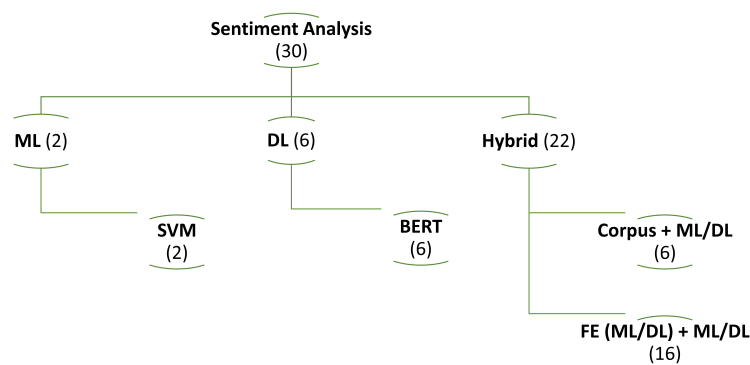 Sentiment Analysis
(30)
ML (2)
DL (6)
Hybrid (22)
SVM
(2)
BERT
(6)
Corpus + ML/DL
(6)
FE (ML/DL) + ML/DL
(16)